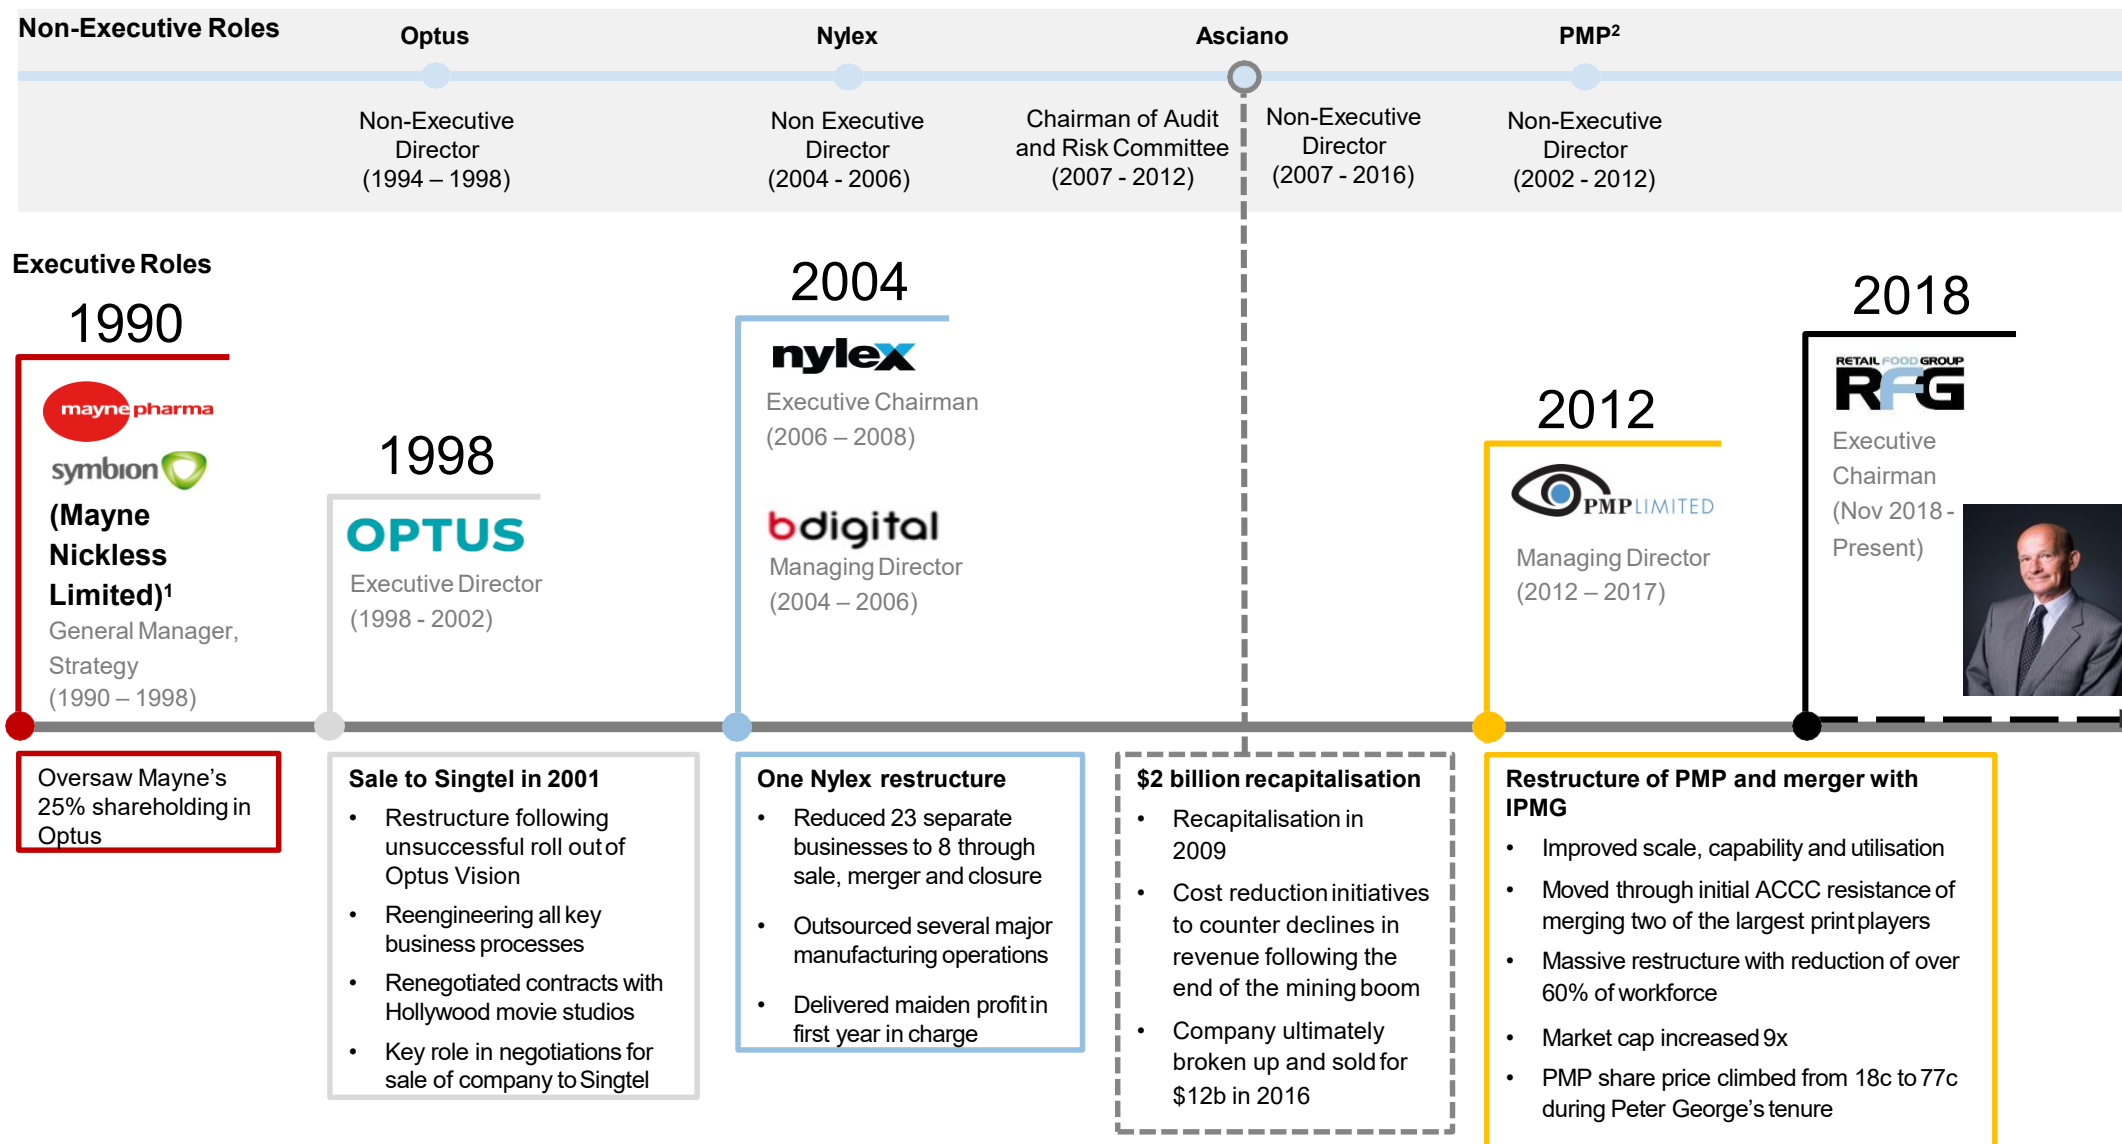 Non-Executive Roles
Optus
Nylex
Asciano
PMP²
Non-Executive
Director
(1994 – 1998)
Non Executive
Director
(2004 - 2006)
Chairman of Audit
and Risk Committee
(2007 - 2012)
Non-Executive
Director
(2007 - 2016)
Non-Executive
Director
(2002 - 2012)
Executive Roles
1990
mayne pharma
symbion
(Mayne
Nickless
Limited)¹
General Manager,
Strategy
(1990 – 1998)
1998
OPTUS
Executive Director
(1998 - 2002)
2004
nylex
Executive Chairman
(2006 – 2008)
bdigital
Managing Director
(2004 – 2006)
2012
PMP LIMITED
Managing Director
(2012 – 2017)
2018
RETAIL FOOD GROUP
RFG
Executive
Chairman
(Nov 2018 -
Present)
Oversaw Mayne's
25% shareholding in
Optus
Sale to Singtel in 2001
• Restructure following
unsuccessful roll out of
Optus Vision
• Reengineering all key
business processes
• Renegotiated contracts with
Hollywood movie studios
• Key role in negotiations for
sale of company to Singtel
One Nylex restructure
• Reduced 23 separate
businesses to 8 through
sale, merger and closure
• Outsourced several major
manufacturing operations
• Delivered maiden profit in
first year in charge
$2 billion recapitalisation
• Recapitalisation in
2009
• Cost reduction initiatives
to counter declines in
revenue following the
end of the mining boom
• Company ultimately
broken up and sold for
$12b in 2016
Restructure of PMP and merger with
IPMG
• Improved scale, capability and utilisation
• Moved through initial ACCC resistance of
merging two of the largest print players
• Massive restructure with reduction of over
60% of workforce
• Market cap increased 9x
• PMP share price climbed from 18c to 77c
during Peter George's tenure